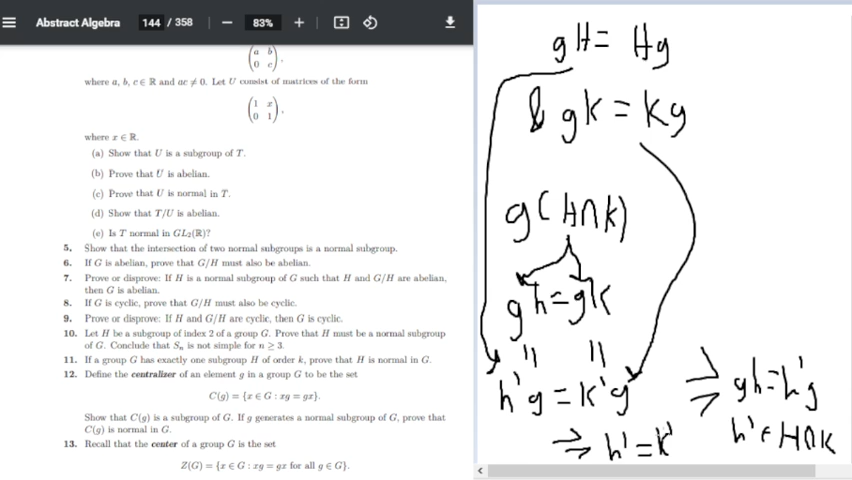 Abstract Algebra 144 / 358 − 83% +
( a b
0 c ),
where a, b, c ∈ ℝ and ac ≠ 0. Let U consist of matrices of the form
( 1 x
0 1 ),
where x ∈ ℝ.
(a) Show that U is a subgroup of T.
(b) Prove that U is abelian.
(c) Prove that U is normal in T.
(d) Show that T/U is abelian.
(e) Is T normal in GL₂(ℝ)?
5. Show that the intersection of two normal subgroups is a normal subgroup.
6. If G is abelian, prove that G/H must also be abelian.
7. Prove or disprove: If H is a normal subgroup of G such that H and G/H are abelian,
then G is abelian.
8. If G is cyclic, prove that G/H must also be cyclic.
9. Prove or disprove: If H and G/H are cyclic, then G is cyclic.
10. Let H be a subgroup of index 2 of a group G. Prove that H must be a normal subgroup
of G. Conclude that Sₙ is not simple for n ≥ 3.
11. If a group G has exactly one subgroup H of order k, prove that H is normal in G.
12. Define the centralizer of an element g in a group G to be the set
C(g) = {x ∈ G : xg = gx}.
Show that C(g) is a subgroup of G. If g generates a normal subgroup of G, prove that
C(g) is normal in G.
13. Recall that the center of a group G is the set
Z(G) = {x ∈ G : xg = gx for all g ∈ G}.
gH = Hg
& gK = Kg
g(H∩K)
gh = gk
|| ||
h'g = k'g
⇒ h' = k'
⇒ gh = h'g
h' ∈ H∩K